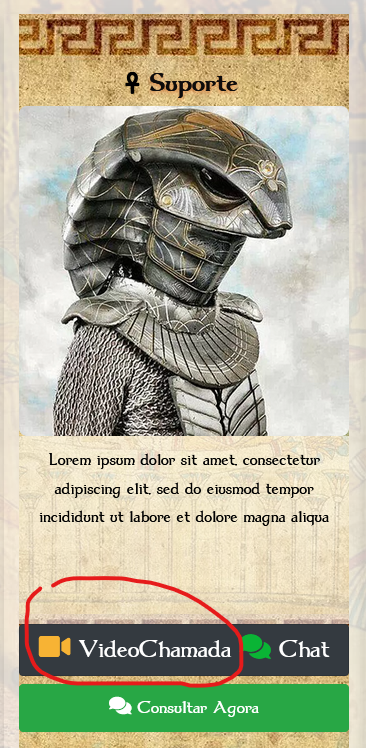 Suporte
Lorem ipsum dolor sit amet, consectetur
adipiscing elit, sed do eiusmod tempor
incididunt ut labore et dolore magna aliqua
VideoChamada Chat
Consultar Agora